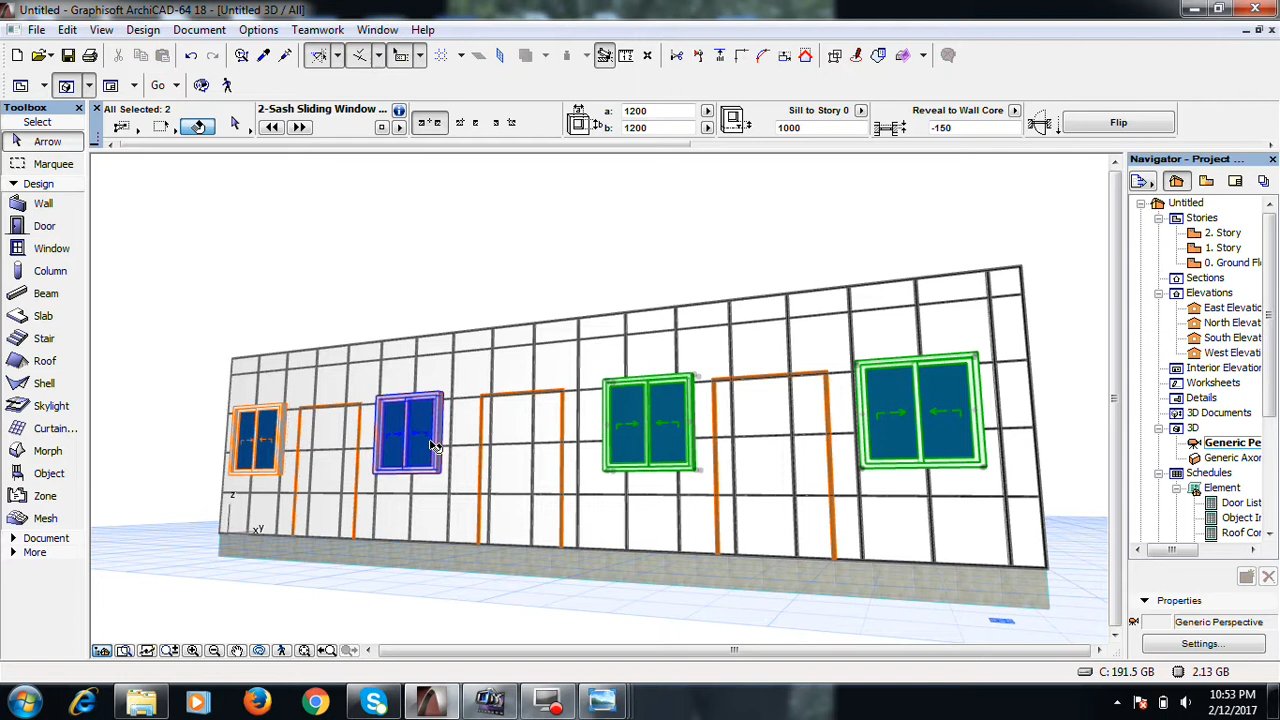 Untitled - Graphisoft ArchiCAD-64 18 - [Untitled 3D / All]
File Edit View Design Document Options Teamwork Window Help
Go
Toolbox
Select
Arrow
Marquee
Design
Wall
Door
Window
Column
Beam
Slab
Stair
Roof
Shell
Skylight
Curtain...
Morph
Object
Zone
Mesh
Document
More
All Selected: 2
2-Sash Sliding Window ...
a: 1200
b: 1200
Sill to Story 0
1000
Reveal to Wall Core
-150
Flip
z
xy
Navigator - Project ...
Untitled
Stories
2. Story
1. Story
0. Ground Fl
Sections
Elevations
East Elevatio
North Elevat
South Elevat
West Elevati
Interior Elevation
Worksheets
Details
3D Documents
3D
Generic Pe
Generic Axon
Schedules
Element
Door List
Object In
Roof Cor
Properties
Generic Perspective
Settings...
C: 191.5 GB
2.13 GB
10:53 PM
2/12/2017